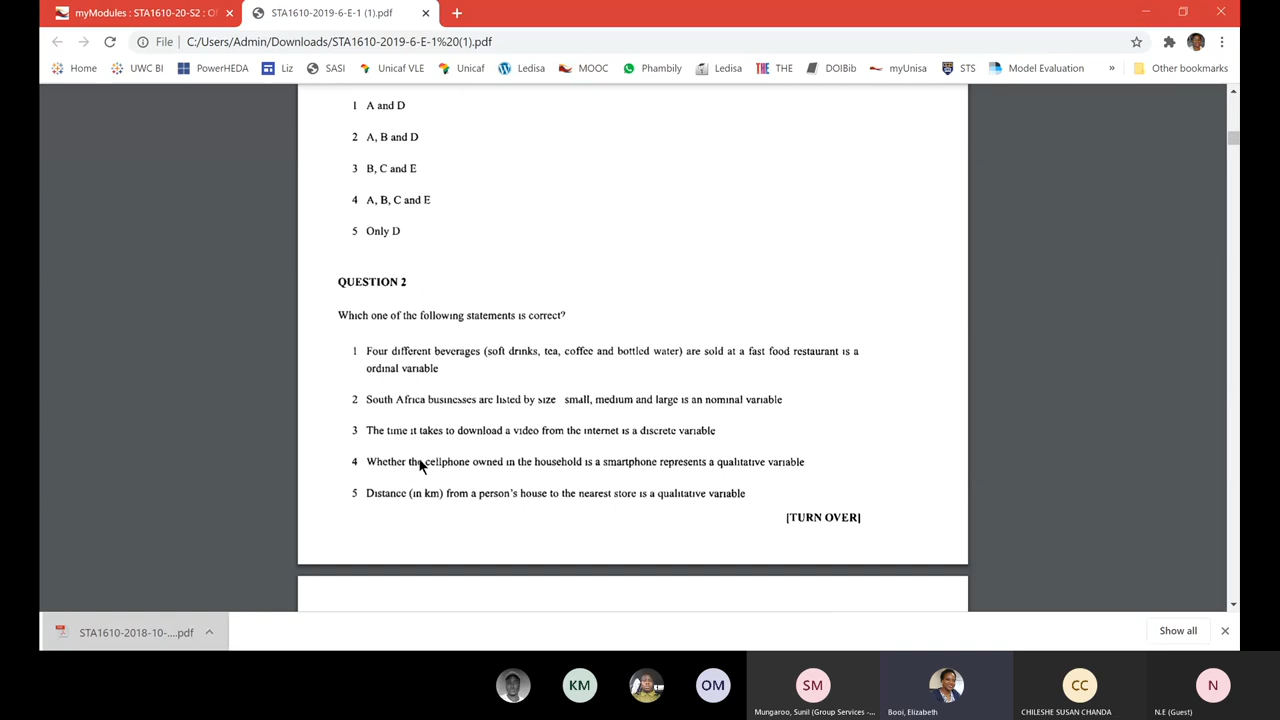 myModules : STA1610-20-S2 : O
STA1610-2019-6-E-1 (1).pdf
File
C:/Users/Admin/Downloads/STA1610-2019-6-E-1%20(1).pdf
Home
UWC BI
PowerHEDA
Liz
SASI
Unicaf VLE
Unicaf
Ledisa
MOOC
Phambily
Ledisa
THE
THE
DOIBib
myUnisa
STS
Model Evaluation
»
Other bookmarks
1 A and D
2 A, B and D
3 B, C and E
4 A, B, C and E
5 Only D
QUESTION 2
Which one of the following statements is correct?
1 Four different beverages (soft drinks, tea, coffee and bottled water) are sold at a fast food restaurant is a
ordinal variable
2 South Africa businesses are listed by size small, medium and large is an nominal variable
3 The time it takes to download a video from the internet is a discrete variable
4 Whether the cellphone owned in the household is a smartphone represents a qualitative variable
5 Distance (in km) from a person's house to the nearest store is a qualitative variable
[TURN OVER]
STA1610-2018-10-....pdf
Show all
KM
OM
SM
CC
N
Mungaroo, Sunil (Group Services -...
Booi, Elizabeth
CHILESHE SUSAN CHANDA
N.E (Guest)